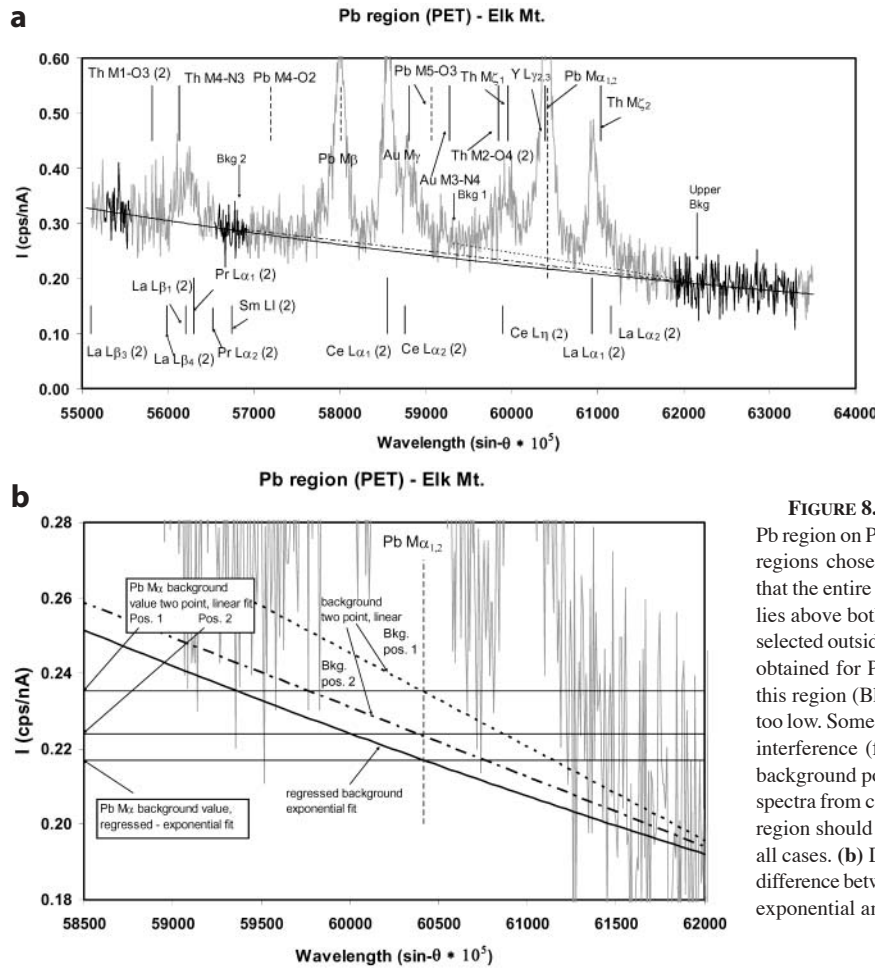 a
Pb region (PET) - Elk Mt.
0.60
0.50
0.40
0.30
0.20
0.10
0.00
I (cps/nA)
Th M1-O3 (2)
Th M4-N3
Pb M4-O2
Pb M5-O3
Th Mζ1
Y Lγ2,3
Pb Mα1,2
Th Mζ2
Bkg 2
Pb Mβ
Au Mγ
Th M2-O4 (2)
Au M3-N4
Bkg 1
Upper
Bkg
La Lβ1 (2)
Pr Lα1 (2)
Sm Ll (2)
La Lβ3 (2)
La Lβ4 (2)
Pr Lα2 (2)
Ce Lα1 (2)
Ce Lα2 (2)
Ce Lη (2)
La Lα1 (2)
La Lα2 (2)
55000 56000 57000 58000 59000 60000 61000 62000 63000 64000
Wavelength (sin-θ * 10⁵)
b
Pb region (PET) - Elk Mt.
0.28
0.26
0.24
0.22
0.20
0.18
I (cps/nA)
Pb Mα1,2
Pb Mα background
value two point, linear fit
Pos. 1 Pos. 2
background
two point, linear
Bkg.
pos. 1
Bkg.
pos. 2
regressed background
exponential fit
Pb Mα background value,
regressed - exponential fit
58500 59000 59500 60000 60500 61000 61500 62000
Wavelength (sin-θ * 10⁵)
FIGURE 8.
Pb region on P
regions chose
that the entire
lies above both
selected outsid
obtained for P
this region (BI
too low. Some
interference (f
background po
spectra from c
region should
all cases. (b) D
difference betw
exponential an